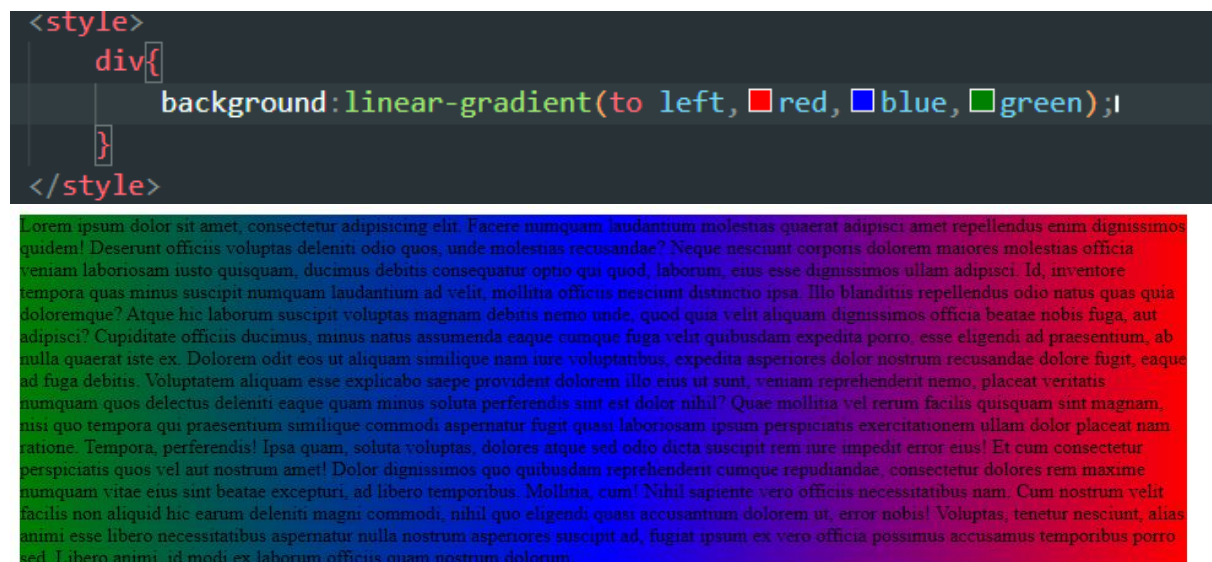 <style>
div{
background:linear-gradient(to left, red, blue, green);
}
</style>
Lorem ipsum dolor sit amet, consectetur adipisicing elit. Facere numquam laudantium molestias quaerat adipisci amet repellendus enim dignissimos
quidem! Deserunt officiis voluptas deleniti odio quos, unde molestias recusandae? Neque nesciunt corporis dolorem maiores molestias officia
veniam laboriosam iusto quisquam, ducimus debitis consequatur optio qui quod, laborum, eius esse dignissimos ullam adipisci. Id, inventore
tempora quas minus suscipit numquam laudantium ad velit, mollitia officiis nesciunt distinctio ipsa. Illo blanditiis repellendus odio natus quas quia
doloremque? Atque hic laborum suscipit voluptas magnam debitis nemo unde, quod quia velit aliquam dignissimos officia beatae nobis fuga, aut
adipisci? Cupiditate officiis ducimus, minus natus assumenda eaque cumque fuga velit quibusdam expedita porro, esse eligendi ad praesentium, ab
nulla quaerat iste ex. Dolorem odit eos ut aliquam similique nam iure voluptatibus, expedita asperiores dolor nostrum recusandae dolore fugit, eaque
ad fuga debitis. Voluptatem aliquam esse explicabo saepe provident dolorem illo eius ut sunt, veniam reprehenderit nemo, placeat veritatis
numquam quos delectus deleniti eaque quam minus soluta perferendis sint est dolor nihil? Quae mollitia vel rerum facilis quisquam sint magnam,
nisi quo tempora qui praesentium similique commodi aspernatur fugit quasi laboriosam ipsum perspiciatis exercitationem ullam dolor placeat nam
ratione. Tempora, perferendis! Ipsa quam, soluta voluptas, dolores atque sed odio dicta suscipit rem iure impedit error eius! Et cum consectetur
perspiciatis quos vel aut nostrum amet! Dolor dignissimos quo quibusdam reprehenderit cumque repudiandae, consectetur dolores rem maxime
numquam vitae eius sint beatae excepturi, ad libero temporibus. Mollitia, cum! Nihil sapiente vero officiis necessitatibus nam. Cum nostrum velit
facilis non aliquid hic earum deleniti magni commodi, nihil quo eligendi quasi accusantium dolorem ut, error nobis! Voluptas, tenetur nesciunt, alias
animi esse libero necessitatibus aspernatur nulla nostrum asperiores suscipit ad, fugiat ipsum ex vero officia possimus accusamus temporibus porro
sed. Libero animi, id modi ex laborum officiis quam nostrum dolorum.